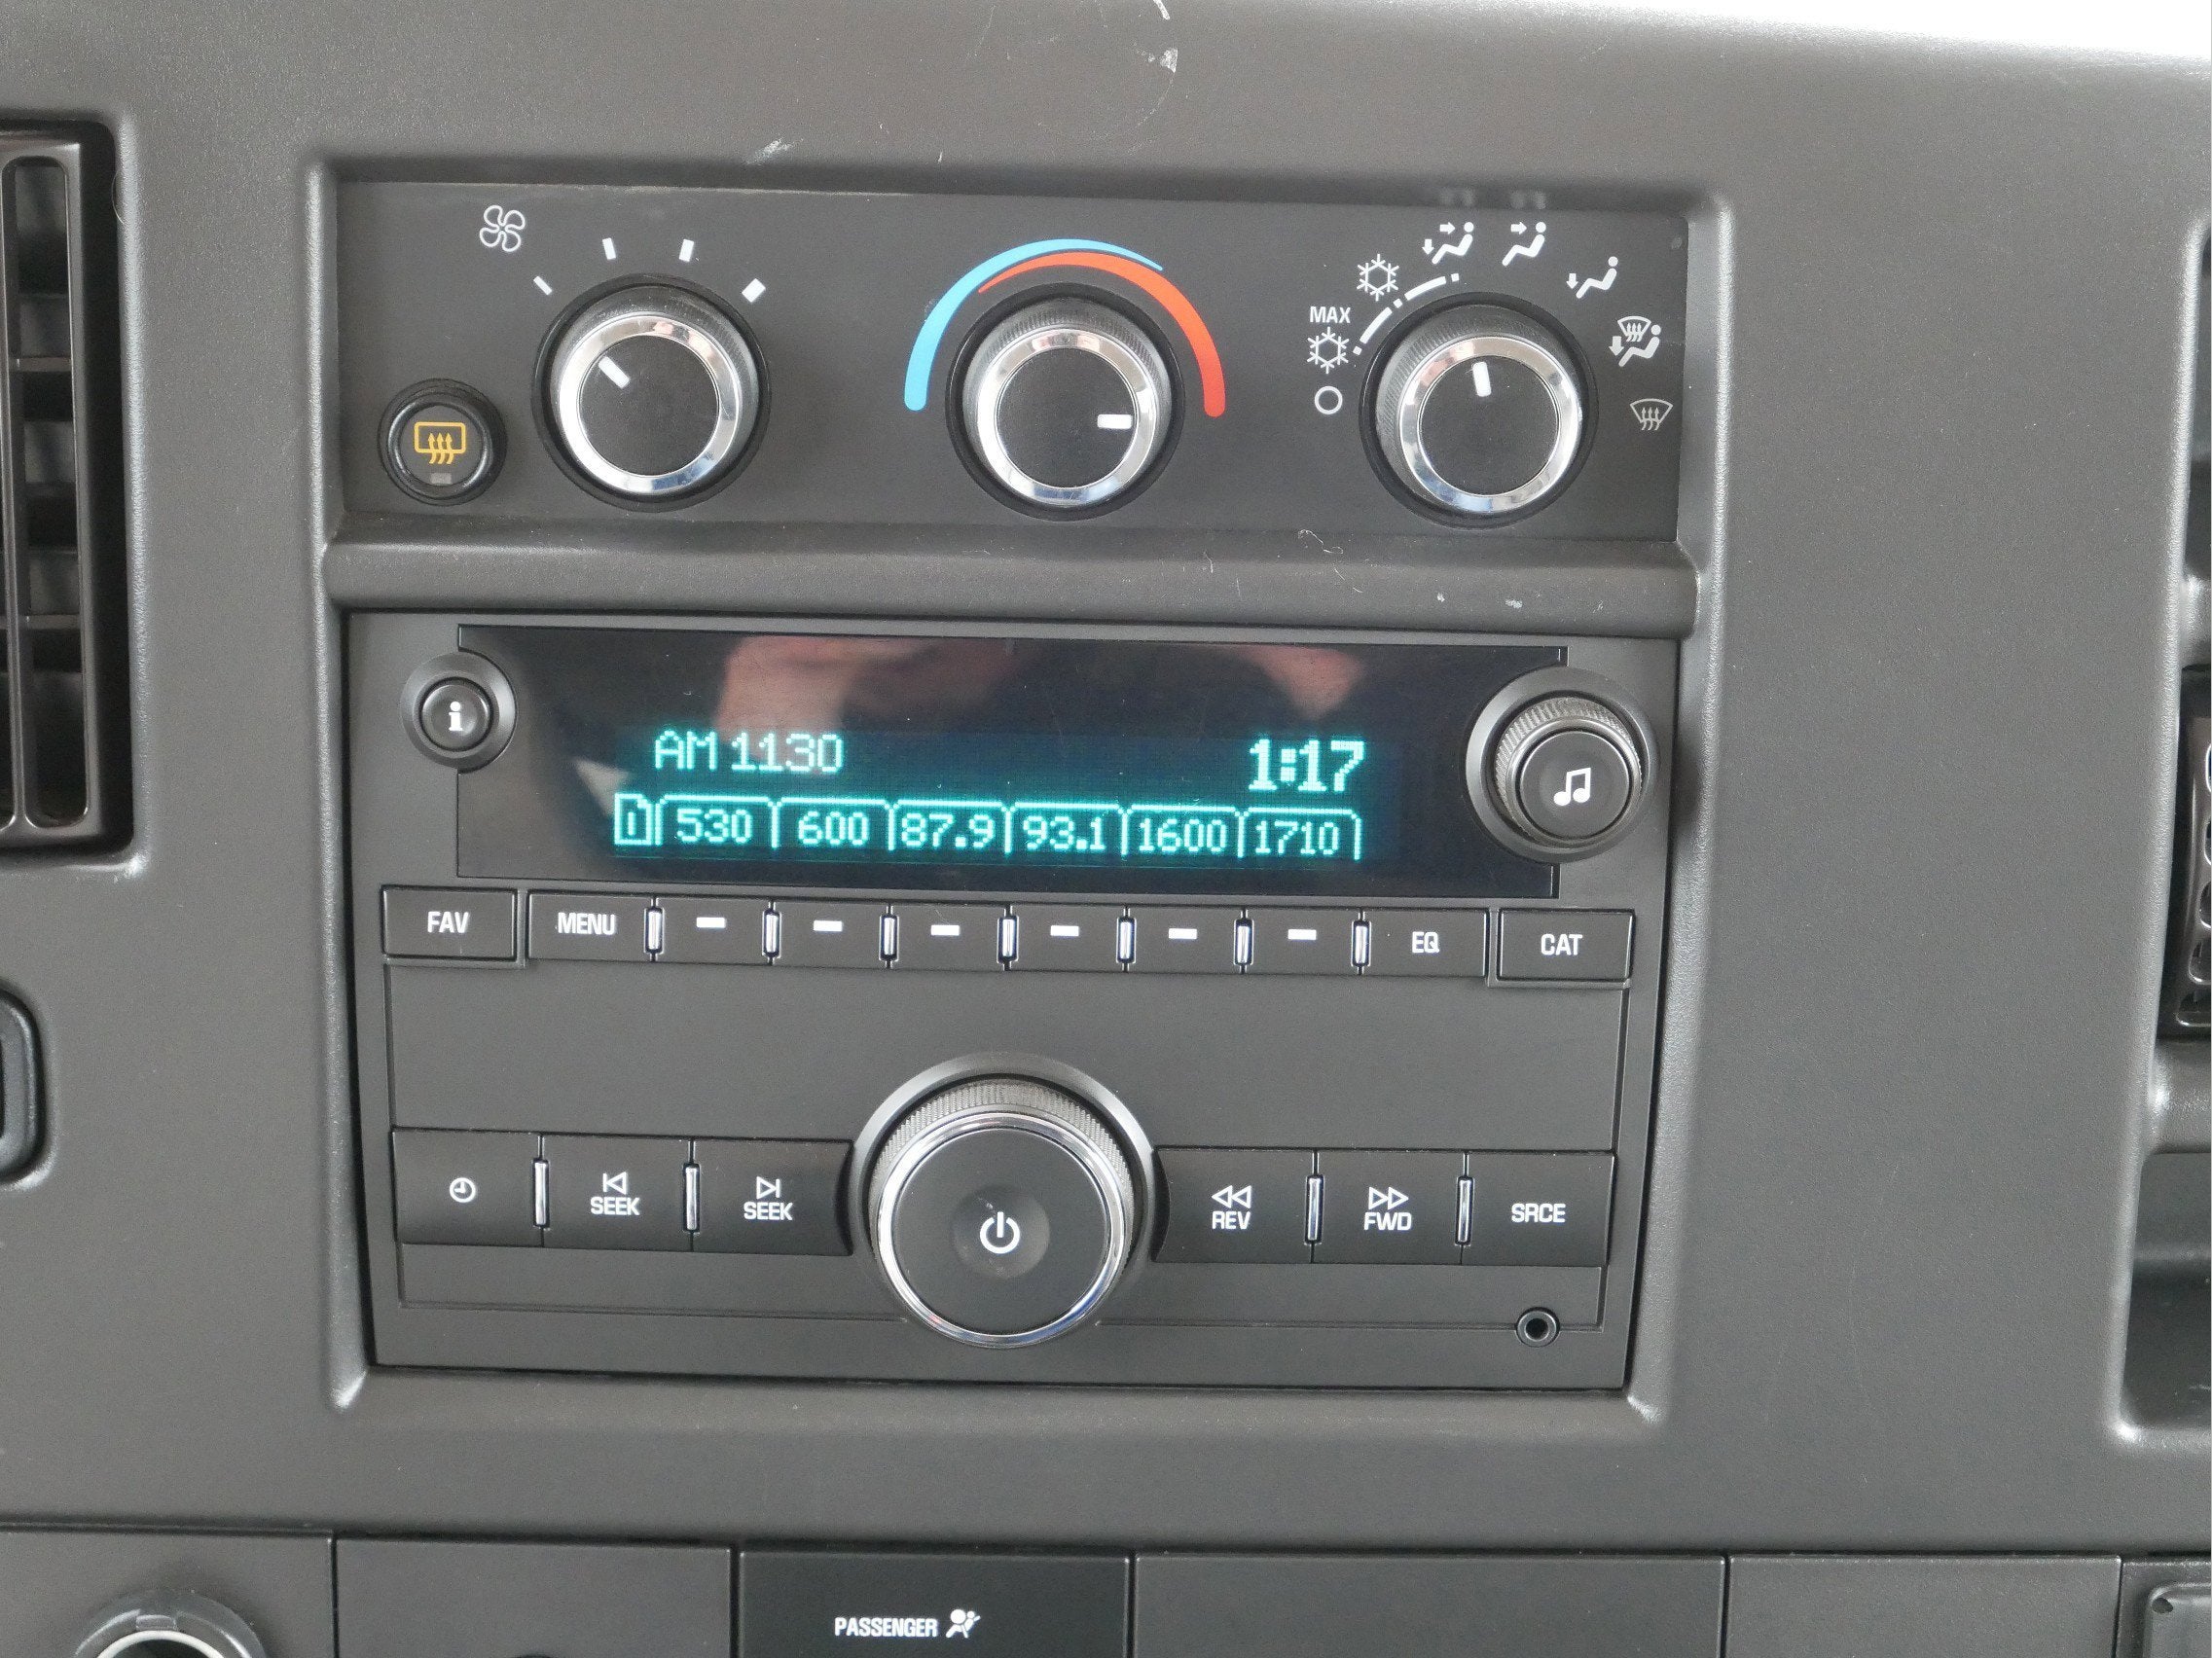 MAX
AM 1130 1:17
1 530 600 87.9 93.1 1600 1710
FAV MENU EQ CAT
SEEK SEEK REV FWD SRCE
PASSENGER